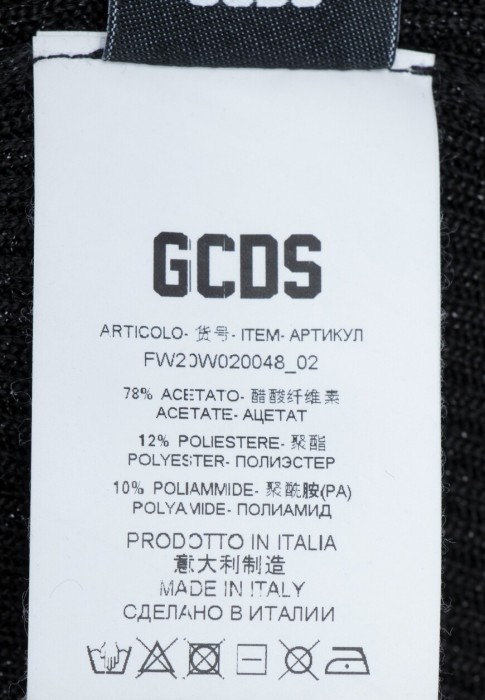 GCDS
GCDS
ARTICOLO- 货号- ITEM- АРТИКУЛ
FW20W020048_02
78% ACETATO- 醋酸纤维素
ACETATE- АЦЕТАТ
12% POLIESTERE- 聚酯
POLYESTER- ПОЛИЭСТЕР
10% POLIAMMIDE- 聚酰胺(PA)
POLYAMIDE- ПОЛИАМИД
PRODOTTO IN ITALIA
意大利制造
MADE IN ITALY
СДЕЛАНО В ИТАЛИИ